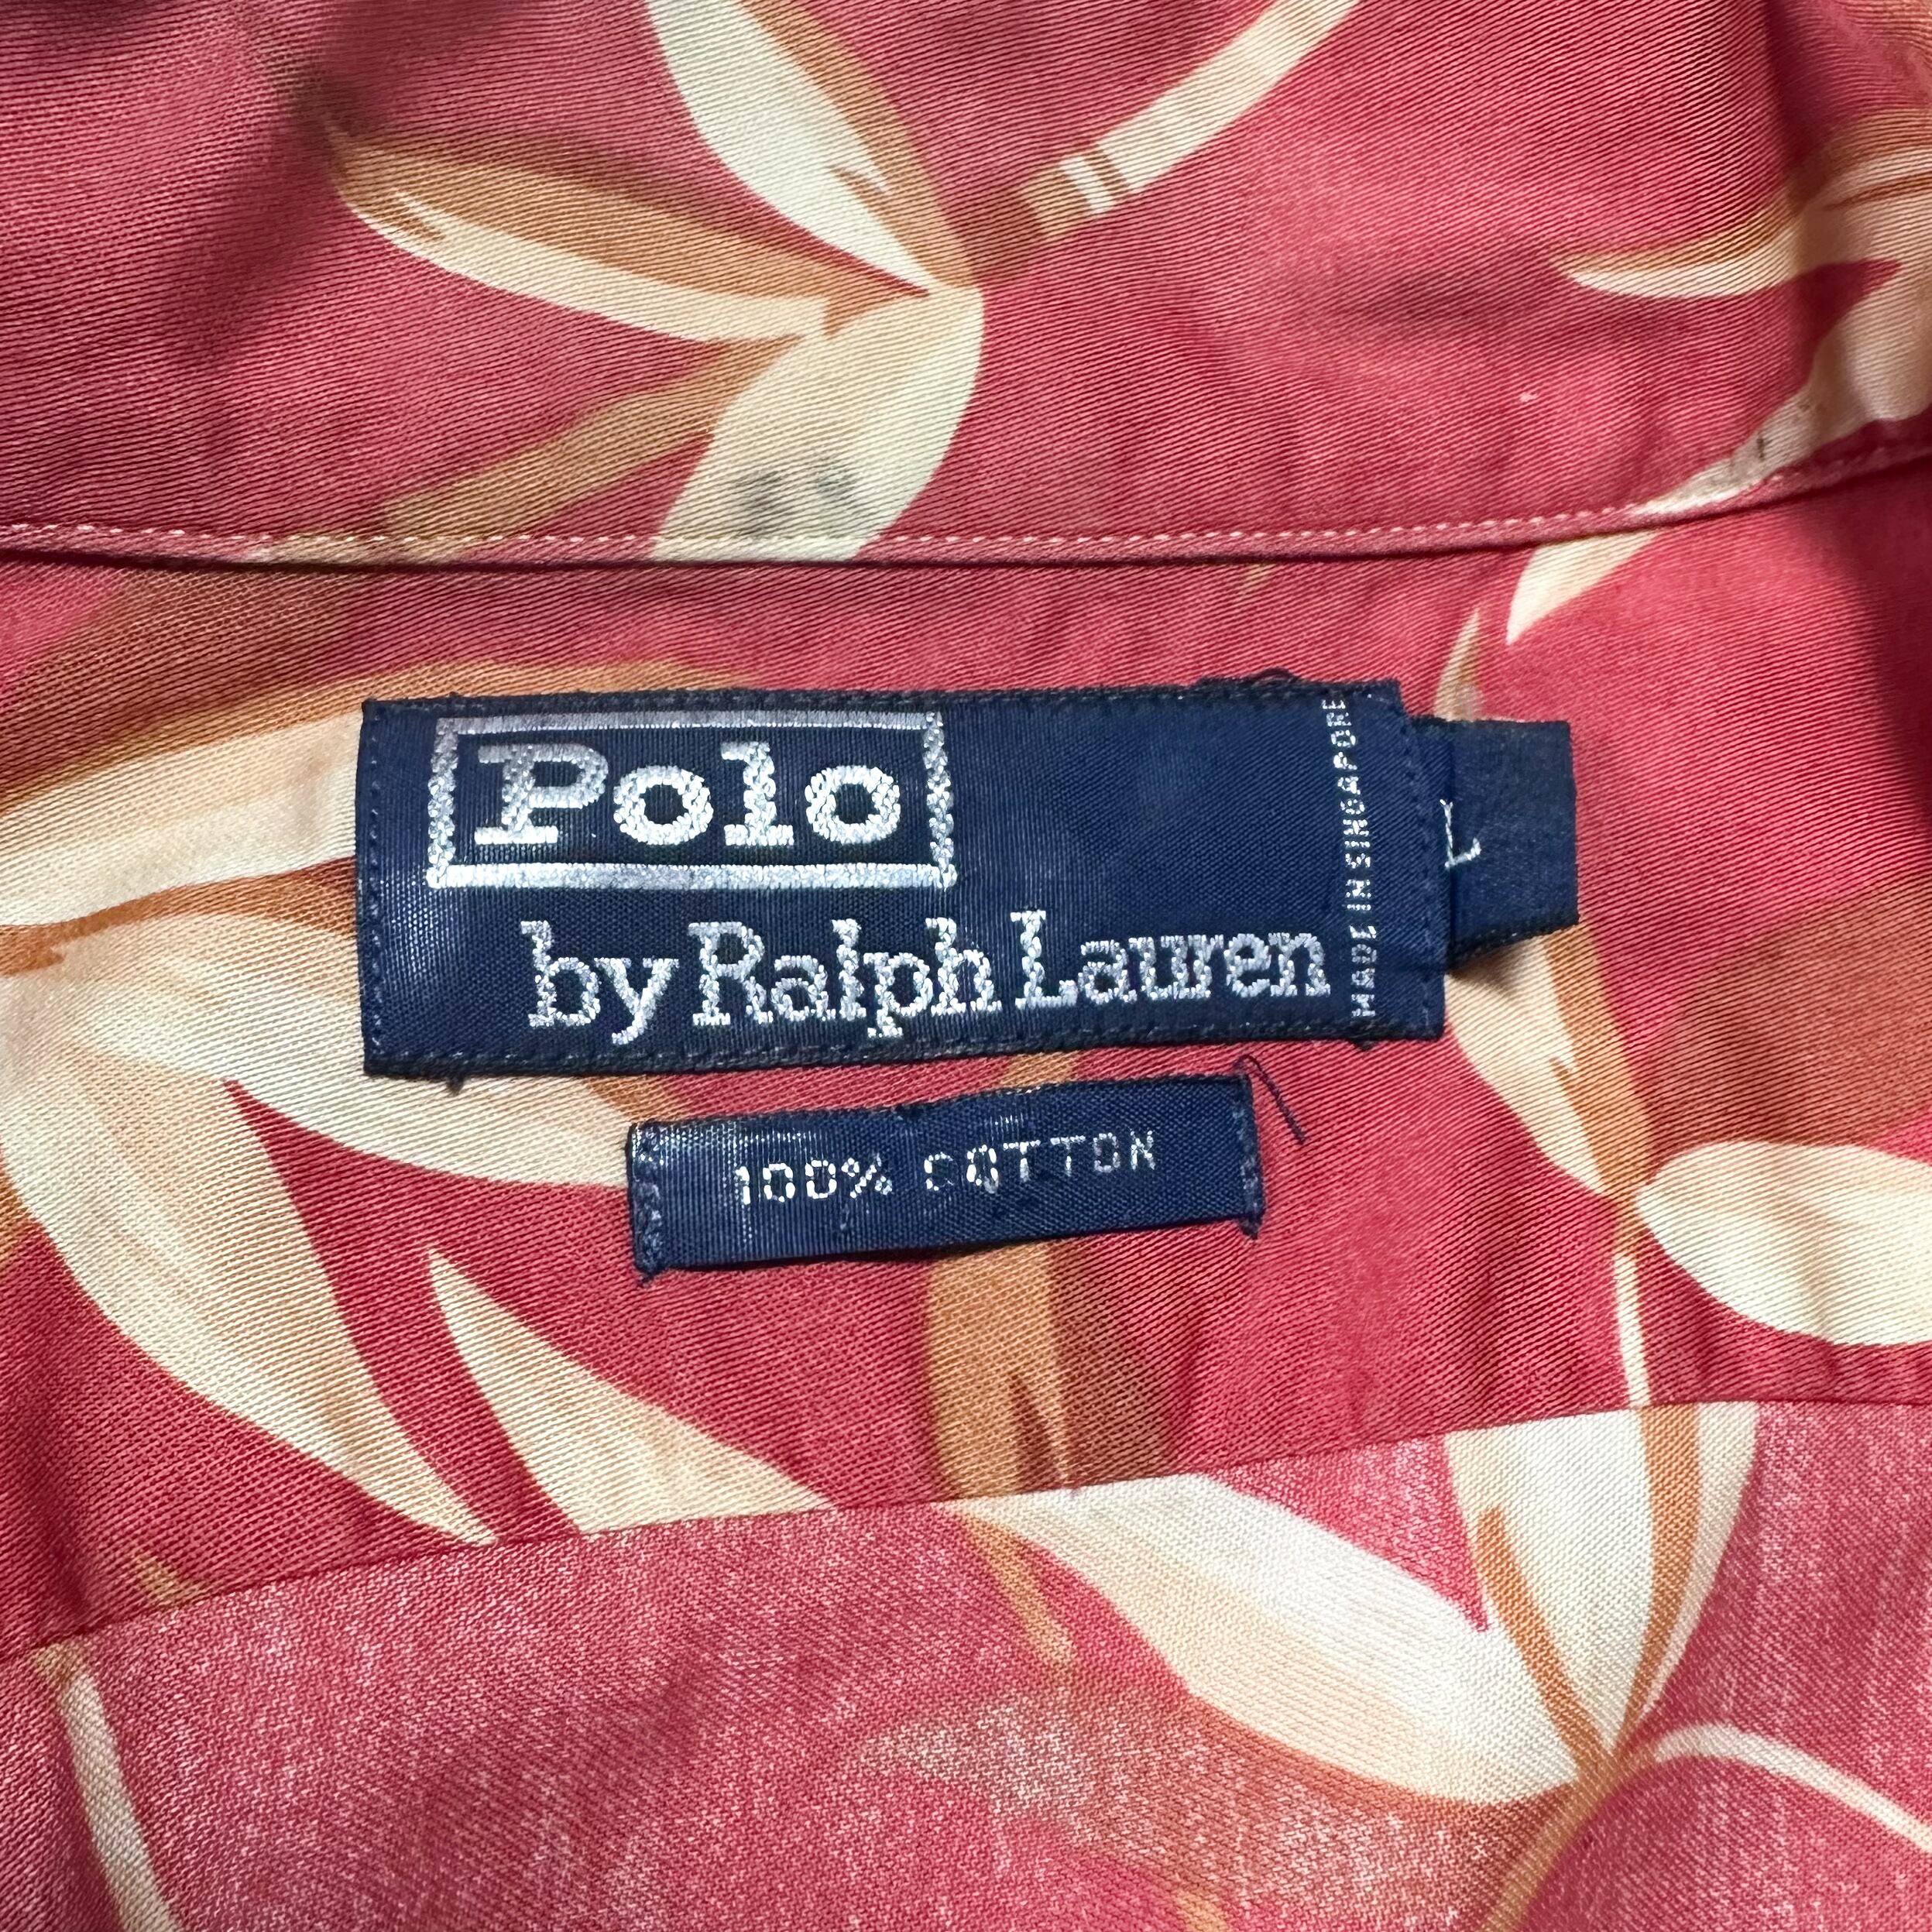 Polo
by Ralph Lauren
MADE IN SINGAPORE
L
100% COTTON